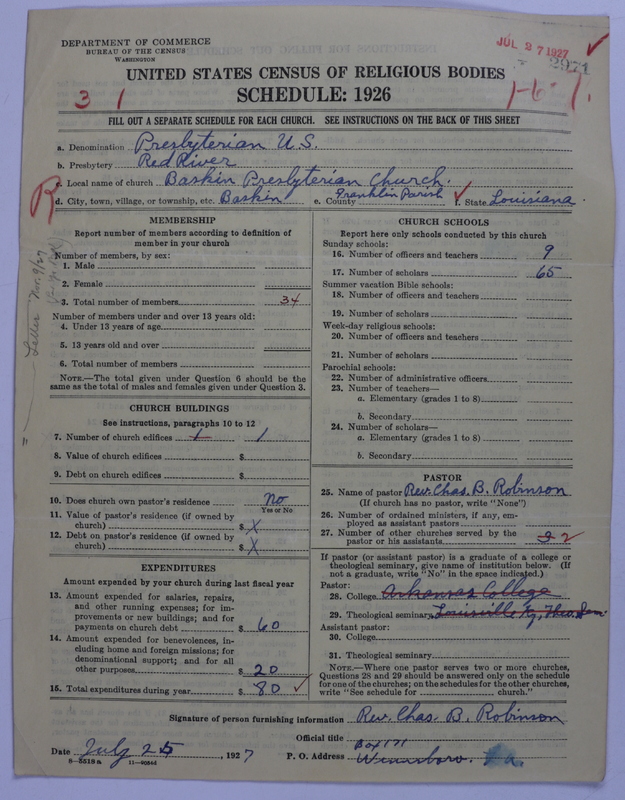 DEPARTMENT OF COMMERCE
BUREAU OF THE CENSUS
WASHINGTON
JUL 27 1927
2971
UNITED STATES CENSUS OF RELIGIOUS BODIES
SCHEDULE: 1926
3 1
FILL OUT A SEPARATE SCHEDULE FOR EACH CHURCH. SEE INSTRUCTIONS ON THE BACK OF THIS SHEET
a. Denomination Presbyterian U.S.
b. Presbytery Red River
c. Local name of church Baskin Presbyterian Church.
R
d. City, town, village, or township, etc. Baskin e. County Franklin Parish f. State Louisiana
Letter Nov. 9/27
MEMBERSHIP
Report number of members according to definition of
member in your church
Number of members, by sex:
1. Male
2. Female
3. Total number of members 34
Number of members under and over 13 years old:
4. Under 13 years of age
5. 13 years old and over
6. Total number of members
NOTE.—The total given under Question 6 should be the
same as the total of males and females given under Question 3.
CHURCH BUILDINGS
See instructions, paragraphs 10 to 12
7. Number of church edifices 1 1
8. Value of church edifices $
9. Debt on church edifices $
10. Does church own pastor's residence No
Yes or No
11. Value of pastor's residence (if owned by
church) $ X
12. Debt on pastor's residence (if owned by
church) $ X
EXPENDITURES
Amount expended by your church during last fiscal year
13. Amount expended for salaries, repairs,
and other running expenses; for im-
provements or new buildings; and for
payments on church debt $ 60
14. Amount expended for benevolences, in-
cluding home and foreign missions; for
denominational support; and for all
other purposes $ 20
15. Total expenditures during year $ 80
CHURCH SCHOOLS
Report here only schools conducted by this church
Sunday schools:
16. Number of officers and teachers 9
17. Number of scholars 65
Summer vacation Bible schools:
18. Number of officers and teachers
19. Number of scholars
Week-day religious schools:
20. Number of officers and teachers
21. Number of scholars
Parochial schools:
22. Number of administrative officers
23. Number of teachers—
a. Elementary (grades 1 to 8)
b. Secondary
24. Number of scholars—
a. Elementary (grades 1 to 8)
b. Secondary
PASTOR
25. Name of pastor Rev. Chas. B. Robinson
(If church has no pastor, write "None")
26. Number of ordained ministers, if any, em-
ployed as assistant pastors
27. Number of other churches served by the
pastor or his assistants 2
If pastor (or assistant pastor) is a graduate of a college or
theological seminary, give name of institution below. (If
not a graduate, write "No" in the space indicated.)
Pastor:
28. College Arkansas College
29. Theological seminary Louisville Ky, Theo. Sem.
Assistant pastor:
30. College
31. Theological seminary
NOTE.—Where one pastor serves two or more churches,
Questions 28 and 29 should be answered only on the schedule
for one of the churches; on the schedules for the other churches,
write "See schedule for church."
Signature of person furnishing information Rev. Chas. B. Robinson
Official title
Box 171
Date July 25, 1927 P. O. Address Winnsboro. La.
8—5519a 11—9084